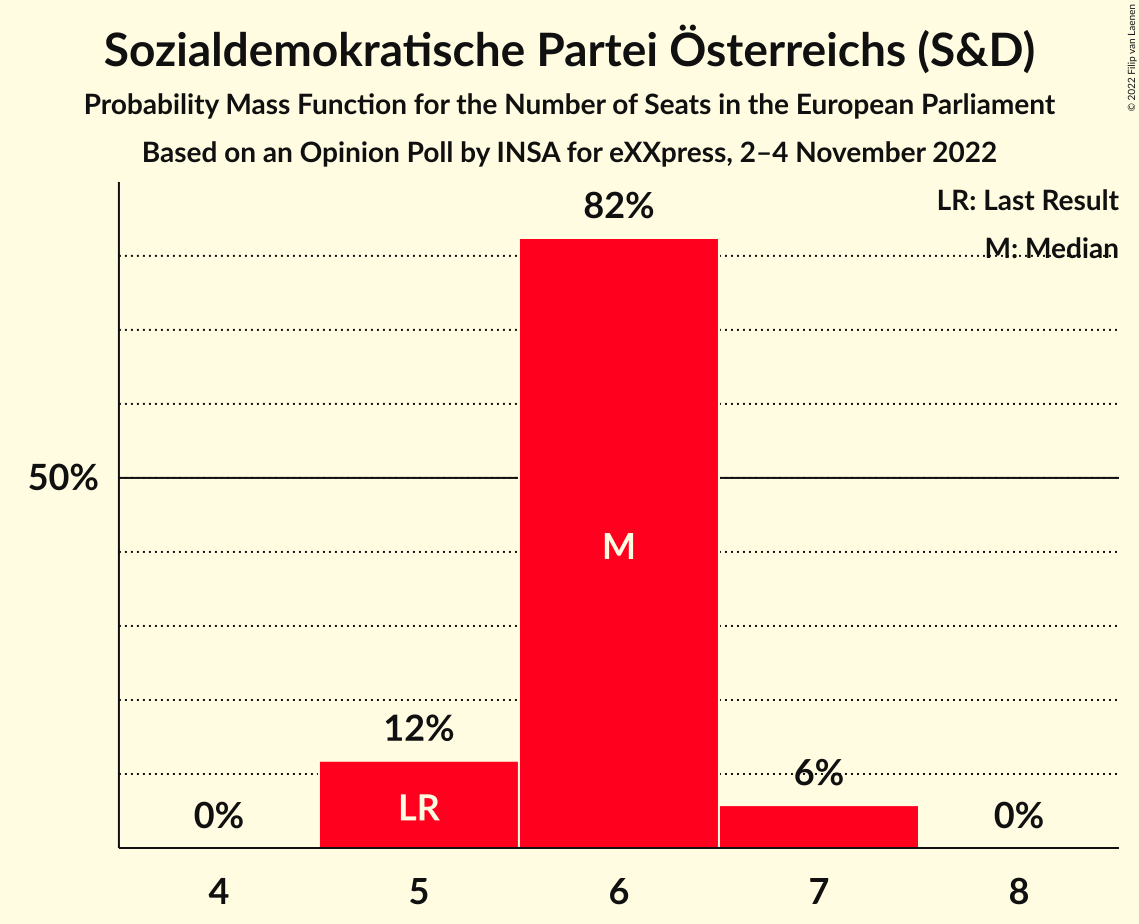 Sozialdemokratische Partei Österreichs (S&D)
Probability Mass Function for the Number of Seats in the European Parliament
Based on an Opinion Poll by INSA for eXXpress, 2–4 November 2022
© 2022 Filip van Laenen
LR: Last Result
M: Median
82%
50%
M
12%
6%
LR
0%
0%
4
5
6
7
8